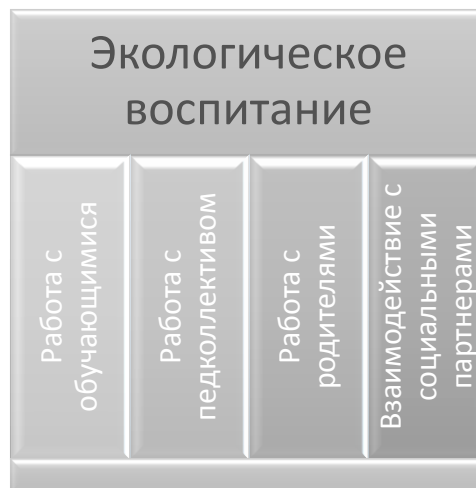 Экологическое
воспитание
Работа с
обучающимися
Работа с
педколлективом
Работа с
родителями
Взаимодействие с
социальными
партнерами